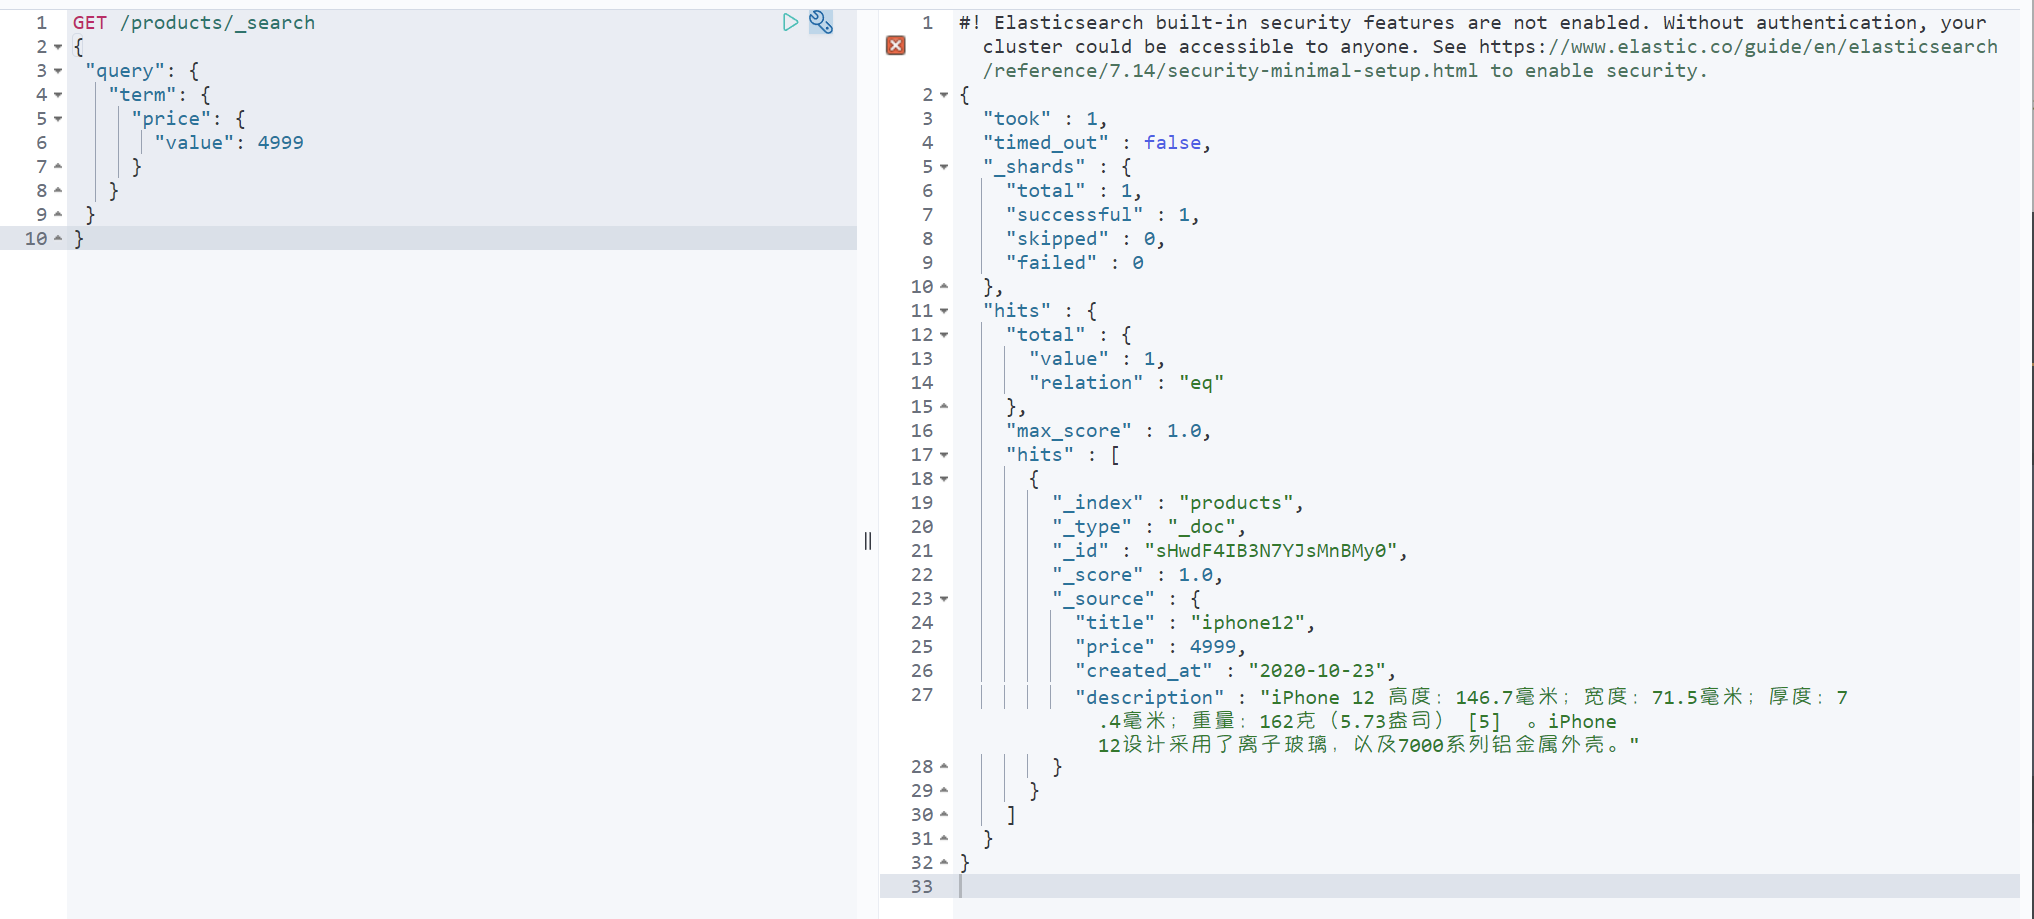 1 GET /products/_search
2 {
3 "query": {
4 "term": {
5 "price": {
6 "value": 4999
7 }
8 }
9 }
10 }
1 #! Elasticsearch built-in security features are not enabled. Without authentication, your
cluster could be accessible to anyone. See https://www.elastic.co/guide/en/elasticsearch
/reference/7.14/security-minimal-setup.html to enable security.
2 {
3 "took" : 1,
4 "timed_out" : false,
5 "_shards" : {
6 "total" : 1,
7 "successful" : 1,
8 "skipped" : 0,
9 "failed" : 0
10 },
11 "hits" : {
12 "total" : {
13 "value" : 1,
14 "relation" : "eq"
15 },
16 "max_score" : 1.0,
17 "hits" : [
18 {
19 "_index" : "products",
20 "_type" : "_doc",
21 "_id" : "sHwdF4IB3N7YJsMnBMy0",
22 "_score" : 1.0,
23 "_source" : {
24 "title" : "iphone12",
25 "price" : 4999,
26 "created_at" : "2020-10-23",
27 "description" : "iPhone 12 高度：146.7毫米；宽度：71.5毫米；厚度：7
.4毫米；重量：162克（5.73盎司） [5]  。iPhone
12设计采用了离子玻璃，以及7000系列铝金属外壳。"
28 }
29 }
30 ]
31 }
32 }
33